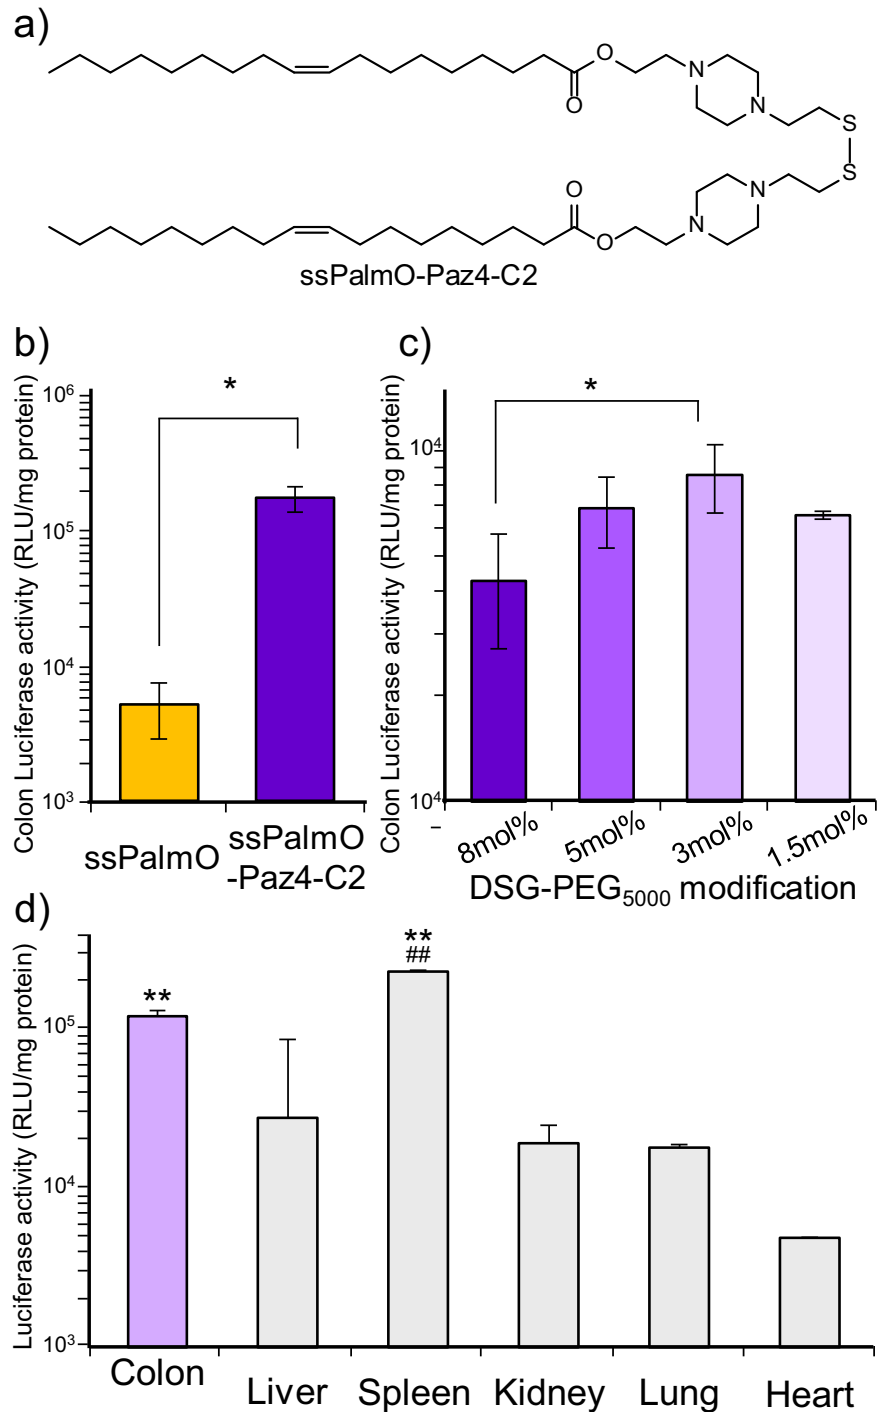 a)
O
O
N
N
S
S
O
O
N
N
ssPalmO-Paz4-C2
b)
Colon Luciferase activity (RLU/mg protein)
10⁶
10⁵
10⁴
10³
*
ssPalmO
ssPalmO
-Paz4-C2
c)
Colon Luciferase activity (RLU/mg protein)
10⁴
10⁴
*
8mol%
5mol%
3mol%
1.5mol%
DSG-PEG₅₀₀₀ modification
d)
Luciferase activity (RLU/mg protein)
10⁵
10⁴
10³
**
**
##
Colon
Liver
Spleen
Kidney
Lung
Heart